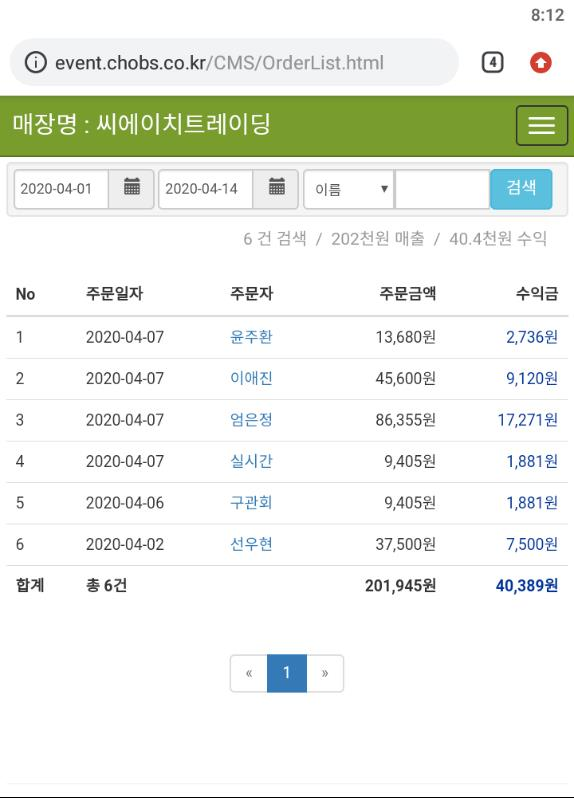 8:12
event.chobs.co.kr/CMS/OrderList.html
4
매장명 : 씨에이치트레이딩
2020-04-01 2020-04-14 이름 검색
6 건 검색 / 202천원 매출 / 40.4천원 수익
No 주문일자 주문자 주문금액 수익금
1 2020-04-07 윤주환 13,680원 2,736원
2 2020-04-07 이애진 45,600원 9,120원
3 2020-04-07 엄은정 86,355원 17,271원
4 2020-04-07 실시간 9,405원 1,881원
5 2020-04-06 구관회 9,405원 1,881원
6 2020-04-02 선우현 37,500원 7,500원
합계 총 6건 201,945원 40,389원
« 1 »